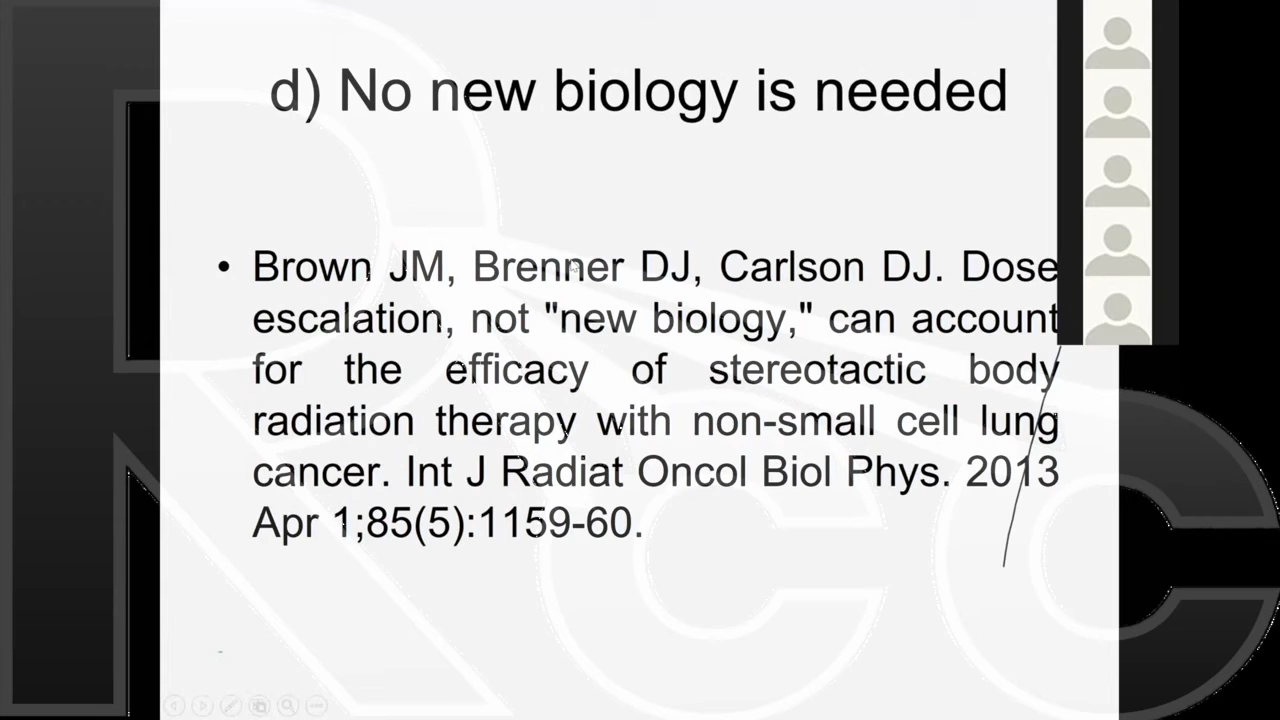 d) No new biology is needed
• Brown JM, Brenner DJ, Carlson DJ. Dose
escalation, not "new biology," can account
for the efficacy of stereotactic body
radiation therapy with non-small cell lung
cancer. Int J Radiat Oncol Biol Phys. 2013
Apr 1;85(5):1159-60.
RCC